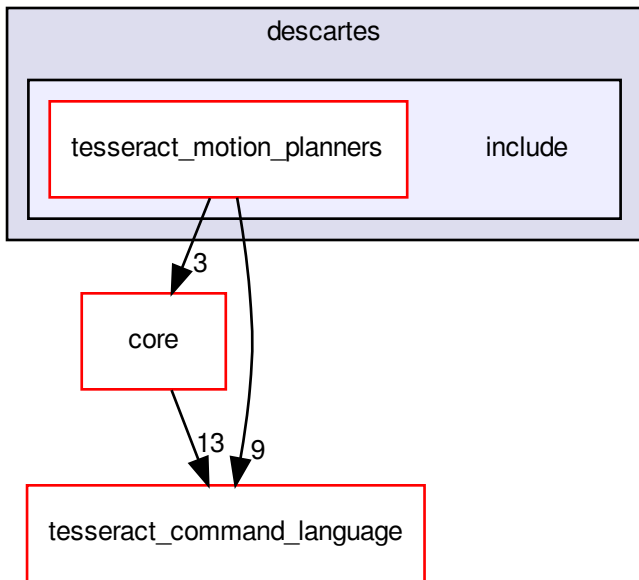 descartes
tesseract_motion_planners
include
3
core
13
9
tesseract_command_language